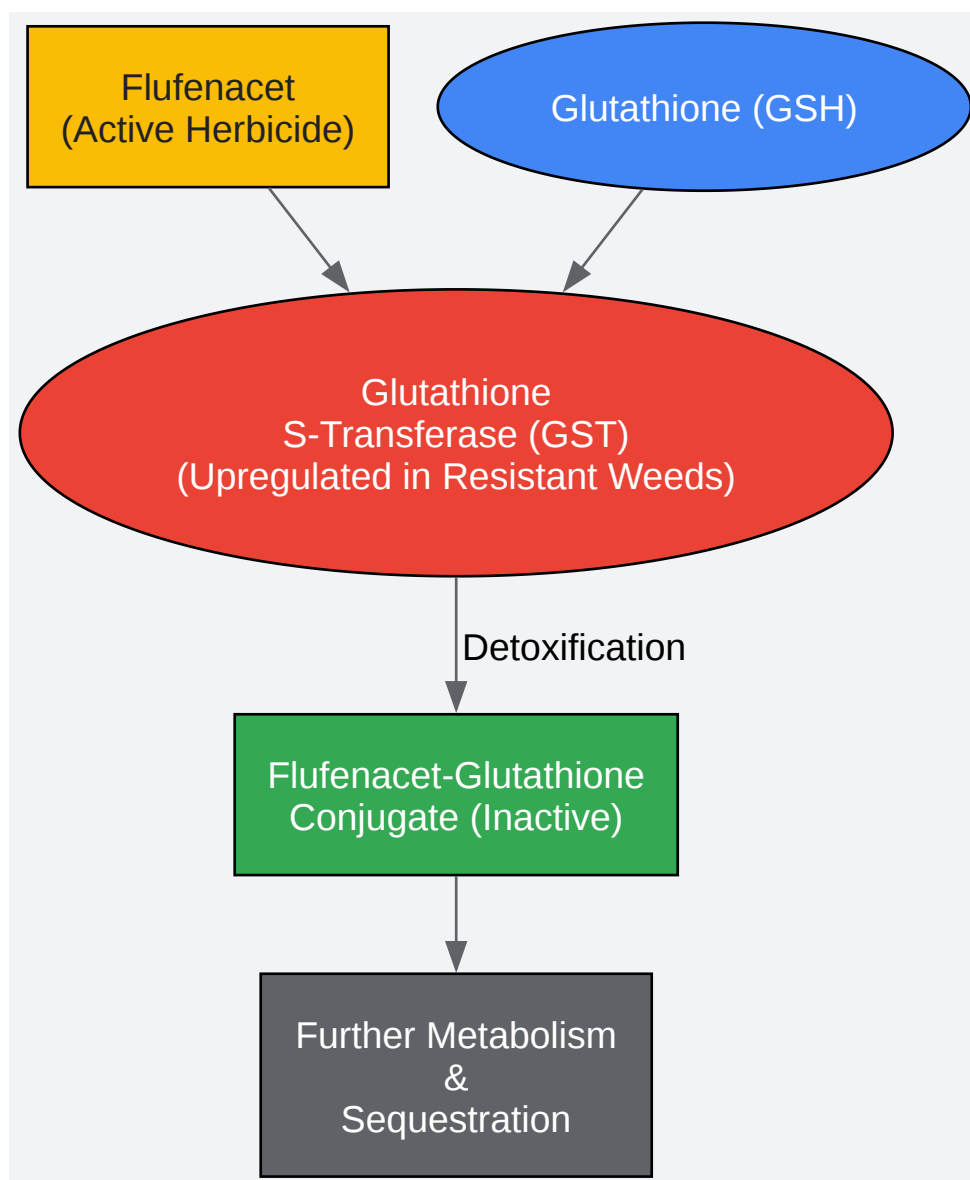 Flufenacet
(Active Herbicide)
Glutathione (GSH)
Glutathione
S-Transferase (GST)
(Upregulated in Resistant Weeds)
Detoxification
Flufenacet-Glutathione
Conjugate (Inactive)
Further Metabolism
&
Sequestration